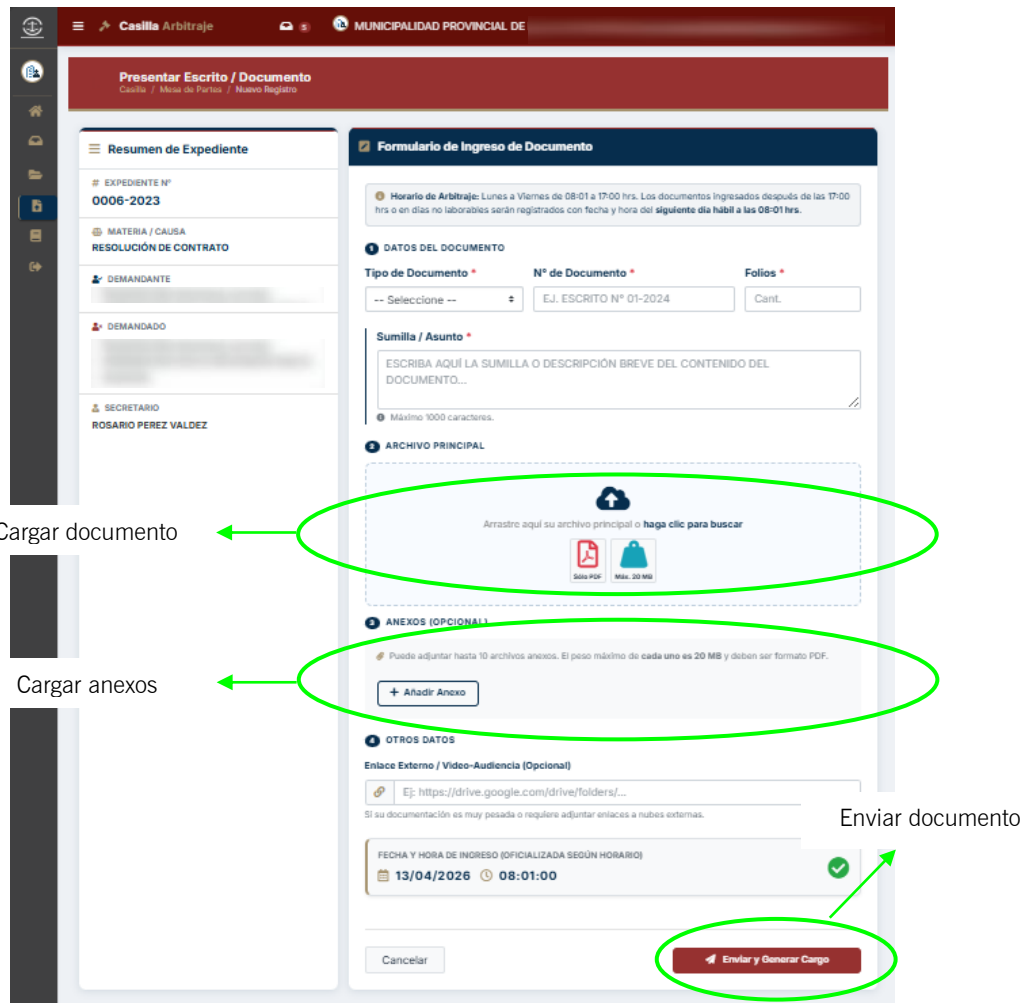 Casilla Arbitraje
5
MUNICIPALIDAD PROVINCIAL DE
Presentar Escrito / Documento
Casilla / Mesa de Partes / Nuevo Registro
Resumen de Expediente
# EXPEDIENTE Nº
0006-2023
MATERIA / CAUSA
RESOLUCIÓN DE CONTRATO
DEMANDANTE
DEMANDADO
SECRETARIO
ROSARIO PEREZ VALDEZ
Formulario de Ingreso de Documento
Horario de Arbitraje: Lunes a Viernes de 08:01 a 17:00 hrs. Los documentos ingresados después de las 17:00
hrs o en días no laborables serán registrados con fecha y hora del siguiente día hábil a las 08:01 hrs.
1 DATOS DEL DOCUMENTO
Tipo de Documento * Nº de Documento * Folios *
-- Seleccione -- EJ. ESCRITO Nº 01-2024 Cant.
Sumilla / Asunto *
ESCRIBA AQUÍ LA SUMILLA O DESCRIPCIÓN BREVE DEL CONTENIDO DEL
DOCUMENTO...
Máximo 1000 caracteres.
2 ARCHIVO PRINCIPAL
Arrastre aquí su archivo principal o haga clic para buscar
Sólo PDF Máx. 20 MB
Cargar documento
3 ANEXOS (OPCIONAL)
Puede adjuntar hasta 10 archivos anexos. El peso máximo de cada uno es 20 MB y deben ser formato PDF.
+ Añadir Anexo
Cargar anexos
4 OTROS DATOS
Enlace Externo / Video-Audiencia (Opcional)
Ej: https://drive.google.com/drive/folders/...
Si su documentación es muy pesada o requiere adjuntar enlaces a nubes externas.
Enviar documento
FECHA Y HORA DE INGRESO (OFICIALIZADA SEGÚN HORARIO)
13/04/2026 08:01:00
Cancelar
Enviar y Generar Cargo